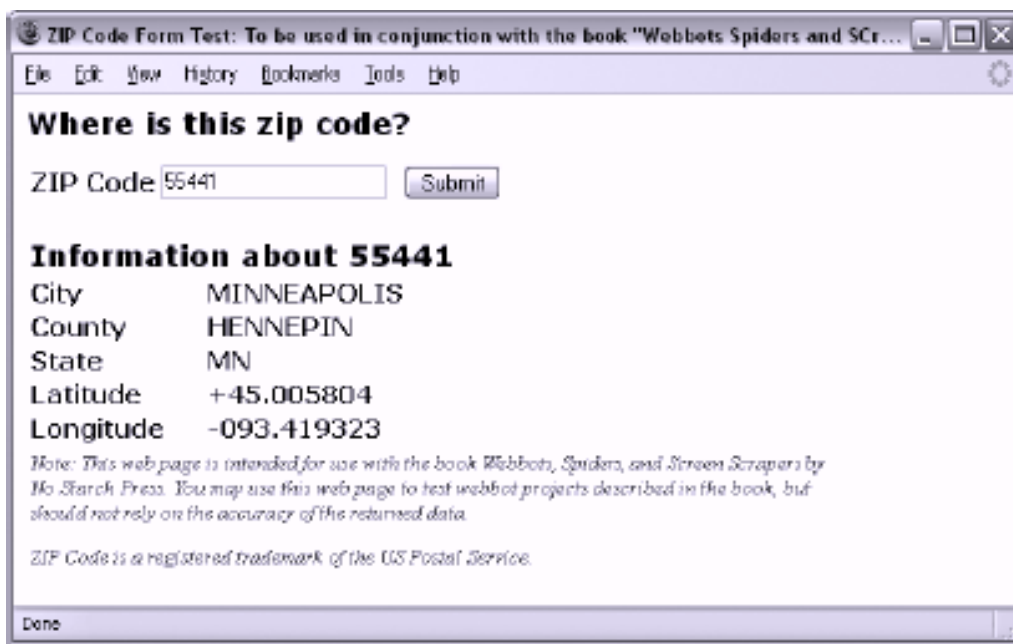 ZIP Code Form Test: To be used in conjunction with the book "Webbots Spiders and SCr...
File Edit View History Bookmarks Tools Help
Where is this zip code?
ZIP Code 55441 Submit
Information about 55441
City MINNEAPOLIS
County HENNEPIN
State MN
Latitude +45.005804
Longitude -093.419323
Note: This web page is intended for use with the book Webbots, Spiders, and Screen Scrapers by
No Starch Press. You may use this web page to test webbot projects described in the book, but
should not rely on the accuracy of the returned data.
ZIP Code is a registered trademark of the US Postal Service.
Done